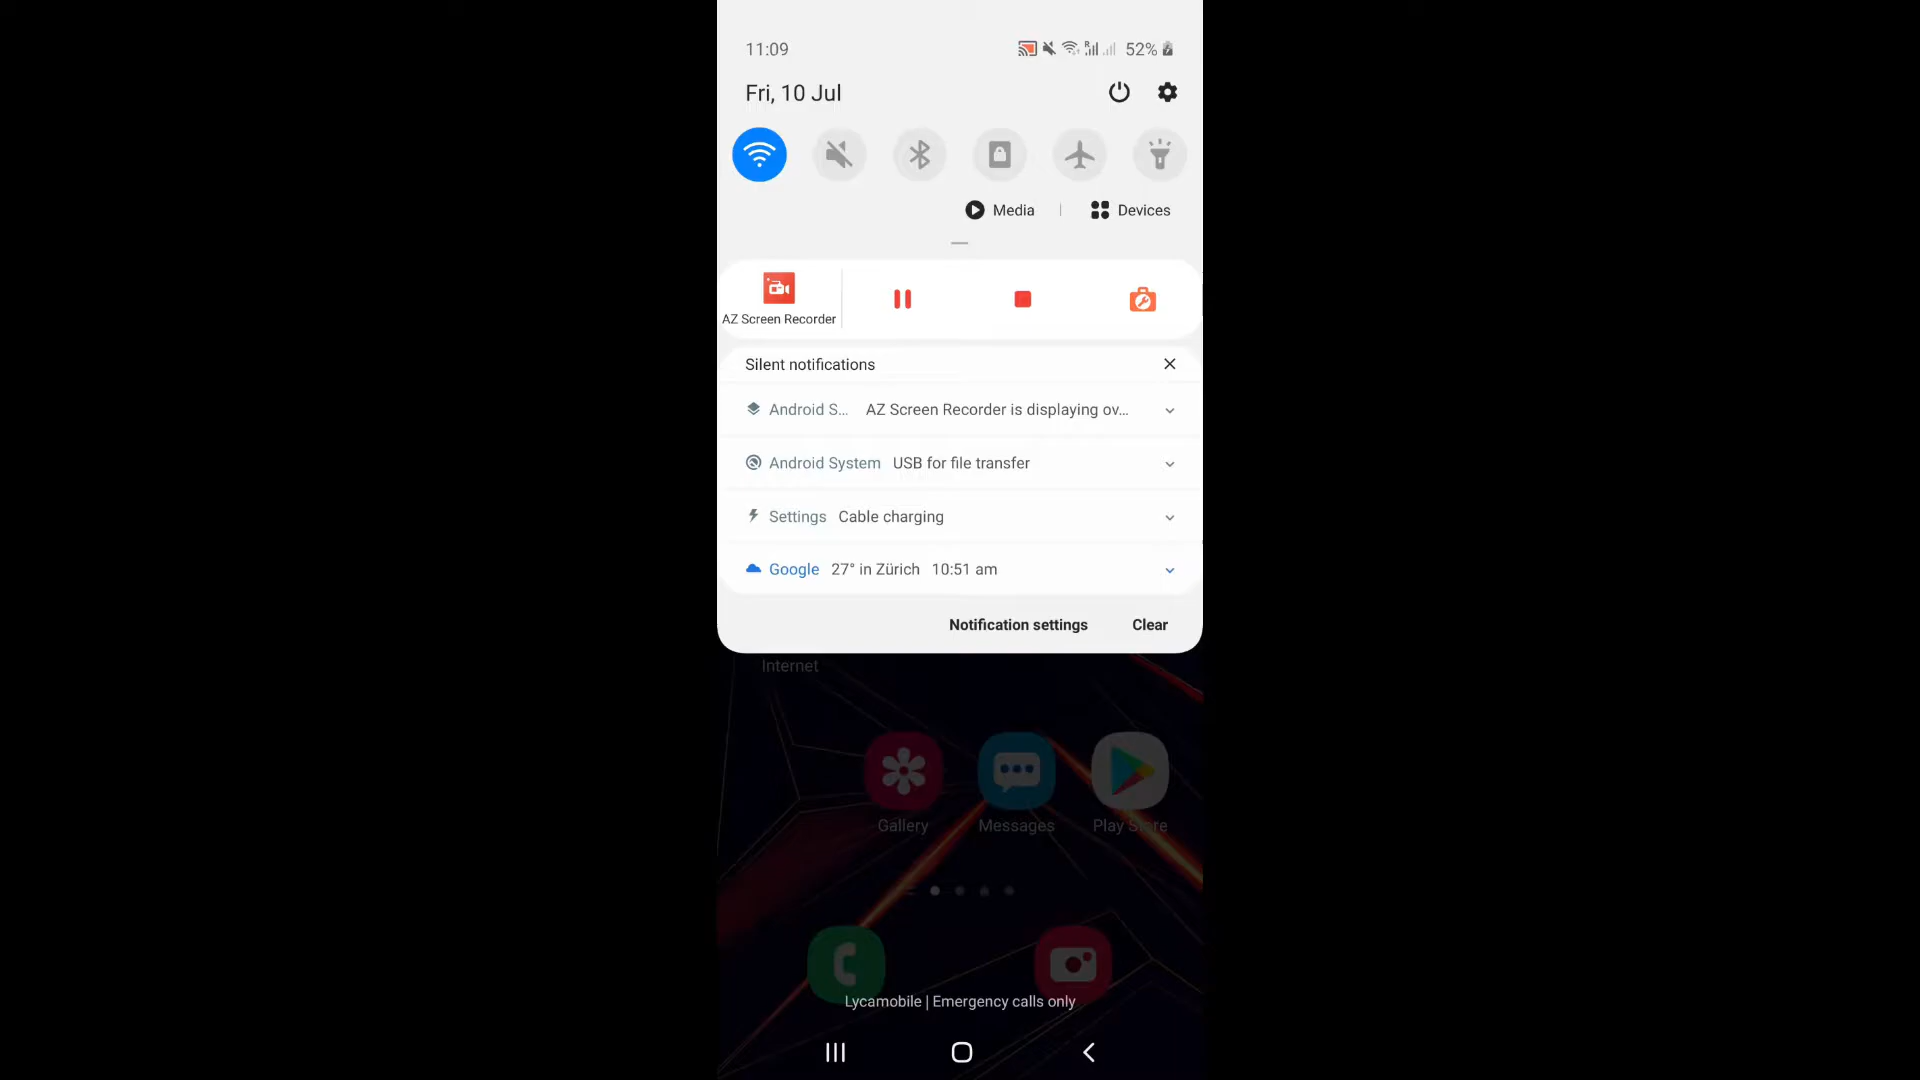 11:09
52%
Fri, 10 Jul
Media | Devices
AZ Screen Recorder
Silent notifications
Android S... AZ Screen Recorder is displaying ov...
Android System USB for file transfer
Settings Cable charging
Google 27° in Zürich 10:51 am
Notification settings Clear
Internet
Gallery Messages Play Store
Lycamobile | Emergency calls only